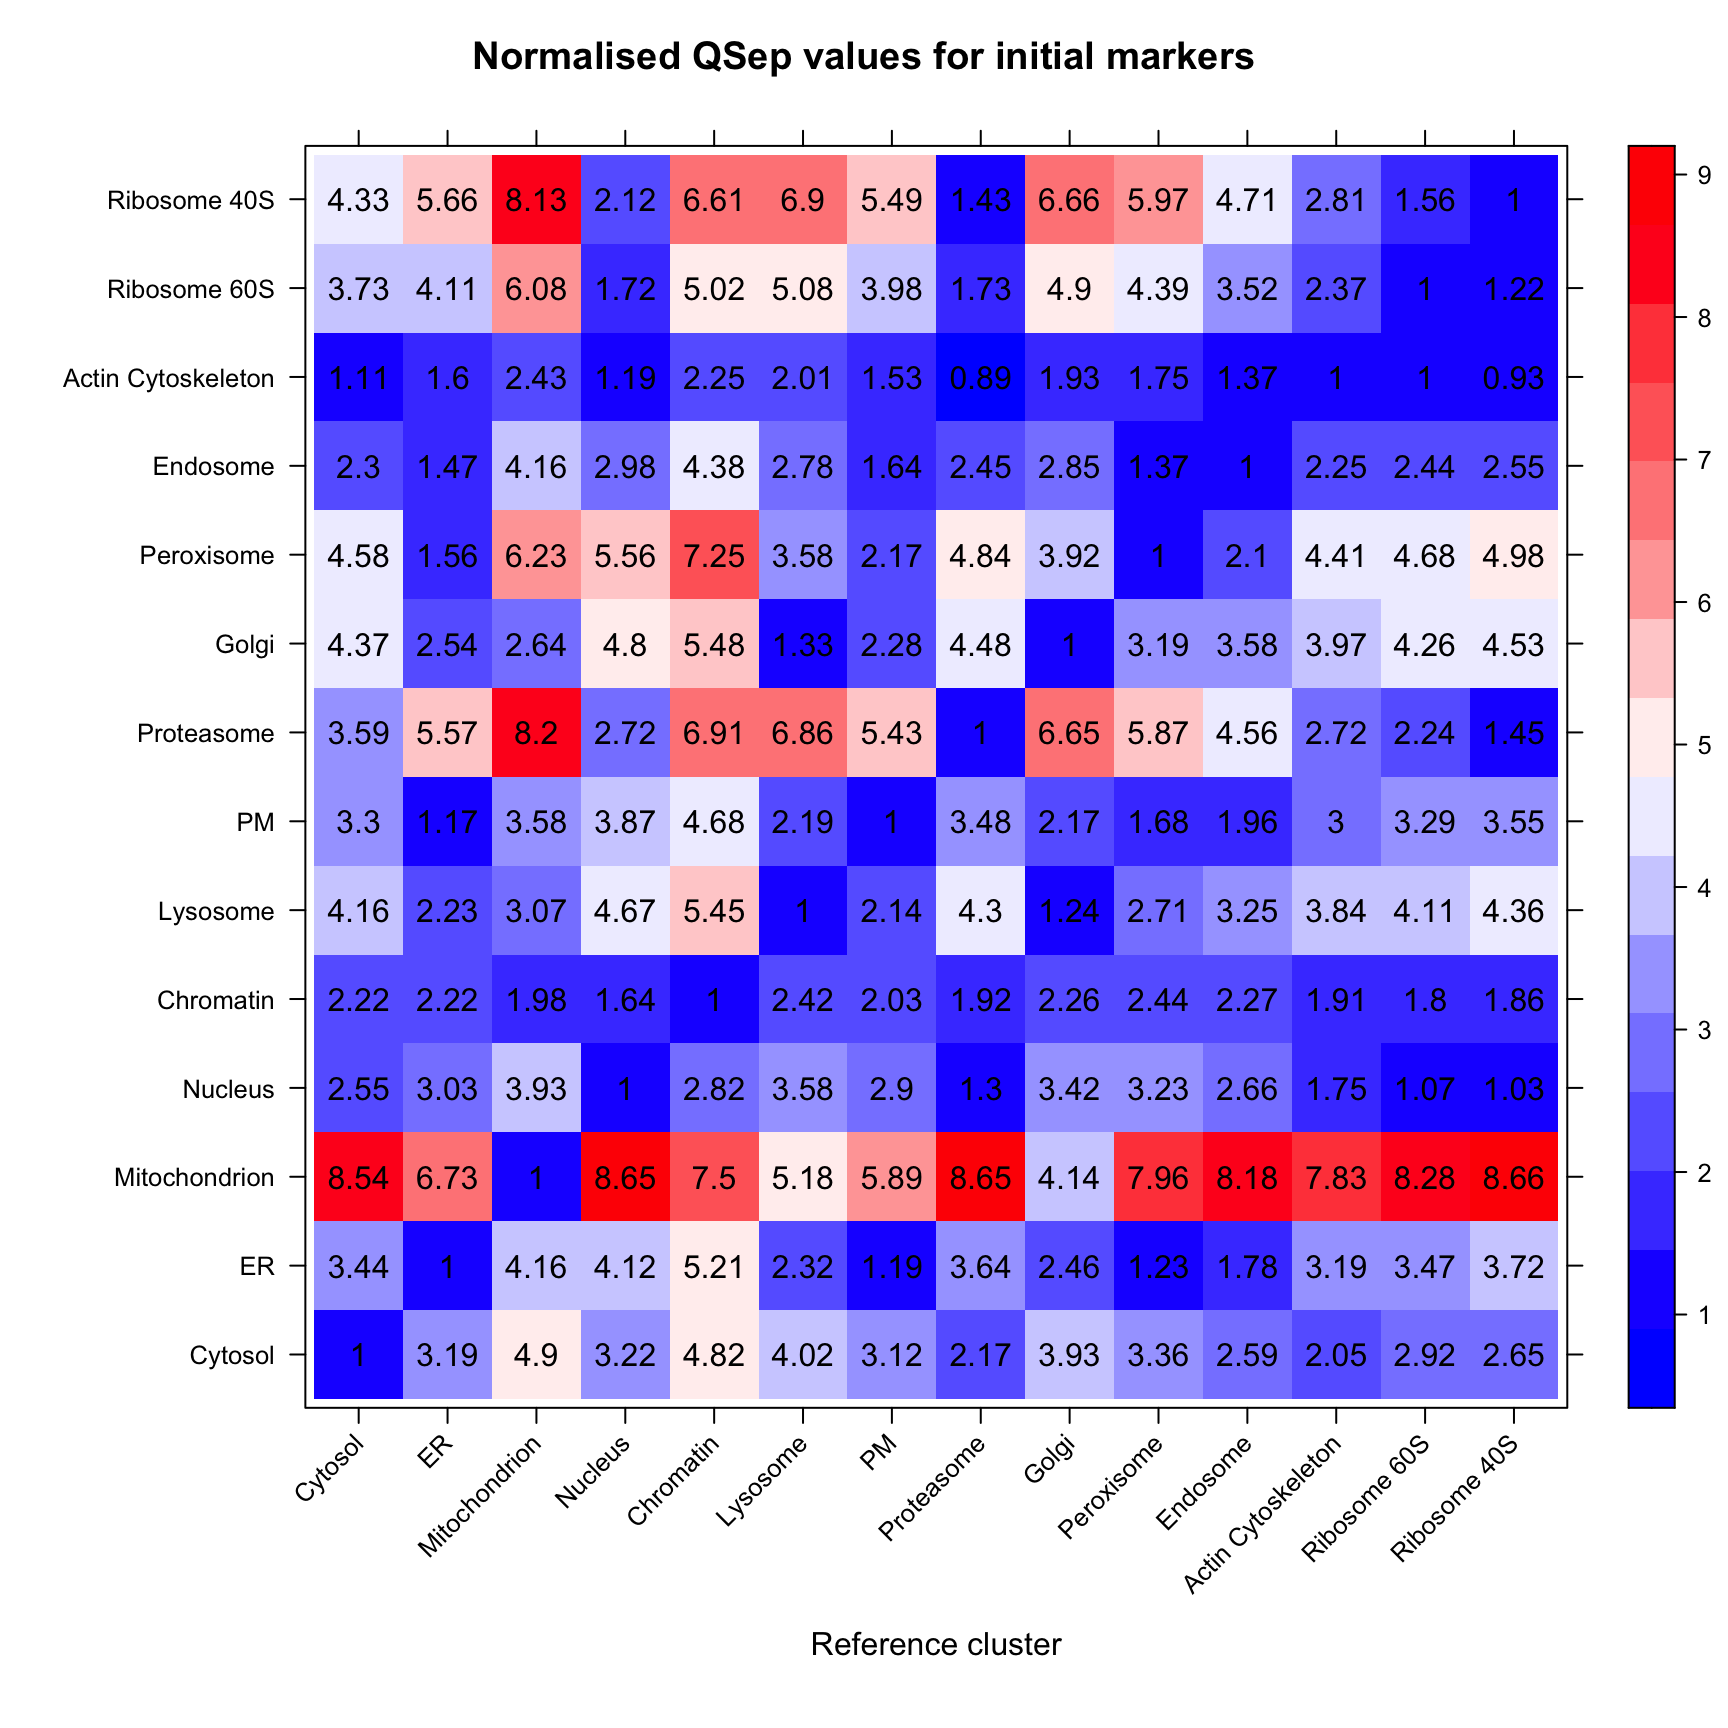 Normalised QSep values for initial markers
Ribosome 40S 4.33 5.66 8.13 2.12 6.61 6.9 5.49 1.43 6.66 5.97 4.71 2.81 1.56 1
Ribosome 60S 3.73 4.11 6.08 1.72 5.02 5.08 3.98 1.73 4.9 4.39 3.52 2.37 1 1.22
Actin Cytoskeleton 1.11 1.6 2.43 1.19 2.25 2.01 1.53 0.89 1.93 1.75 1.37 1 1 0.93
Endosome 2.3 1.47 4.16 2.98 4.38 2.78 1.64 2.45 2.85 1.37 1 2.25 2.44 2.55
Peroxisome 4.58 1.56 6.23 5.56 7.25 3.58 2.17 4.84 3.92 1 2.1 4.41 4.68 4.98
Golgi 4.37 2.54 2.64 4.8 5.48 1.33 2.28 4.48 1 3.19 3.58 3.97 4.26 4.53
Proteasome 3.59 5.57 8.2 2.72 6.91 6.86 5.43 1 6.65 5.87 4.56 2.72 2.24 1.45
PM 3.3 1.17 3.58 3.87 4.68 2.19 1 3.48 2.17 1.68 1.96 3 3.29 3.55
Lysosome 4.16 2.23 3.07 4.67 5.45 1 2.14 4.3 1.24 2.71 3.25 3.84 4.11 4.36
Chromatin 2.22 2.22 1.98 1.64 1 2.42 2.03 1.92 2.26 2.44 2.27 1.91 1.8 1.86
Nucleus 2.55 3.03 3.93 1 2.82 3.58 2.9 1.3 3.42 3.23 2.66 1.75 1.07 1.03
Mitochondrion 8.54 6.73 1 8.65 7.5 5.18 5.89 8.65 4.14 7.96 8.18 7.83 8.28 8.66
ER 3.44 1 4.16 4.12 5.21 2.32 1.19 3.64 2.46 1.23 1.78 3.19 3.47 3.72
Cytosol 1 3.19 4.9 3.22 4.82 4.02 3.12 2.17 3.93 3.36 2.59 2.05 2.92 2.65
Cytosol
ER
Mitochondrion
Nucleus
Chromatin
Lysosome
PM
Proteasome
Golgi
Peroxisome
Endosome
Actin Cytoskeleton
Ribosome 60S
Ribosome 40S
Reference cluster
9
8
7
6
5
4
3
2
1